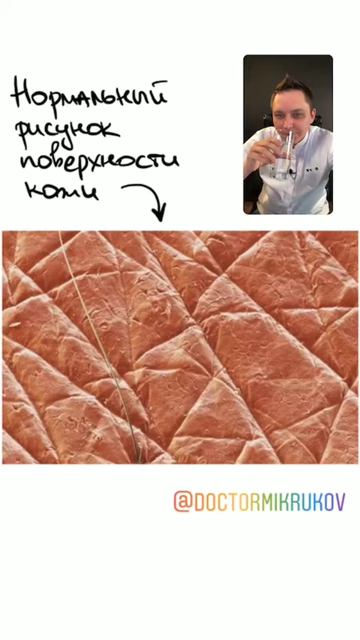 Нормальный
рисунок
поверхности
кожи
@DOCTORMIKRUKOV